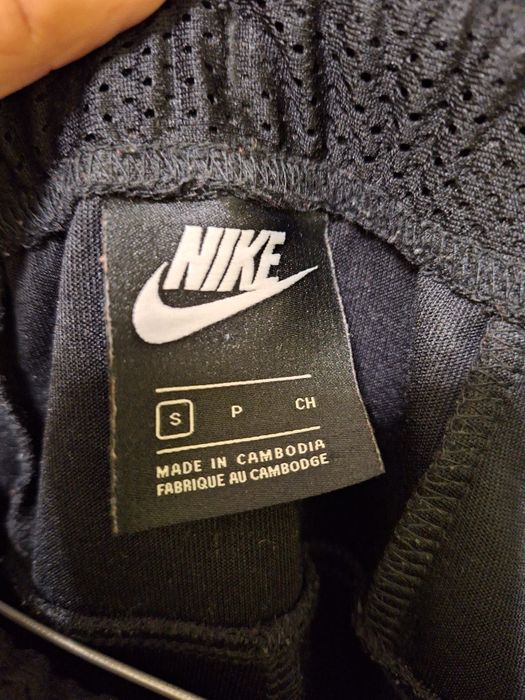 NIKE
S P CH
MADE IN CAMBODIA
FABRIQUE AU CAMBODGE